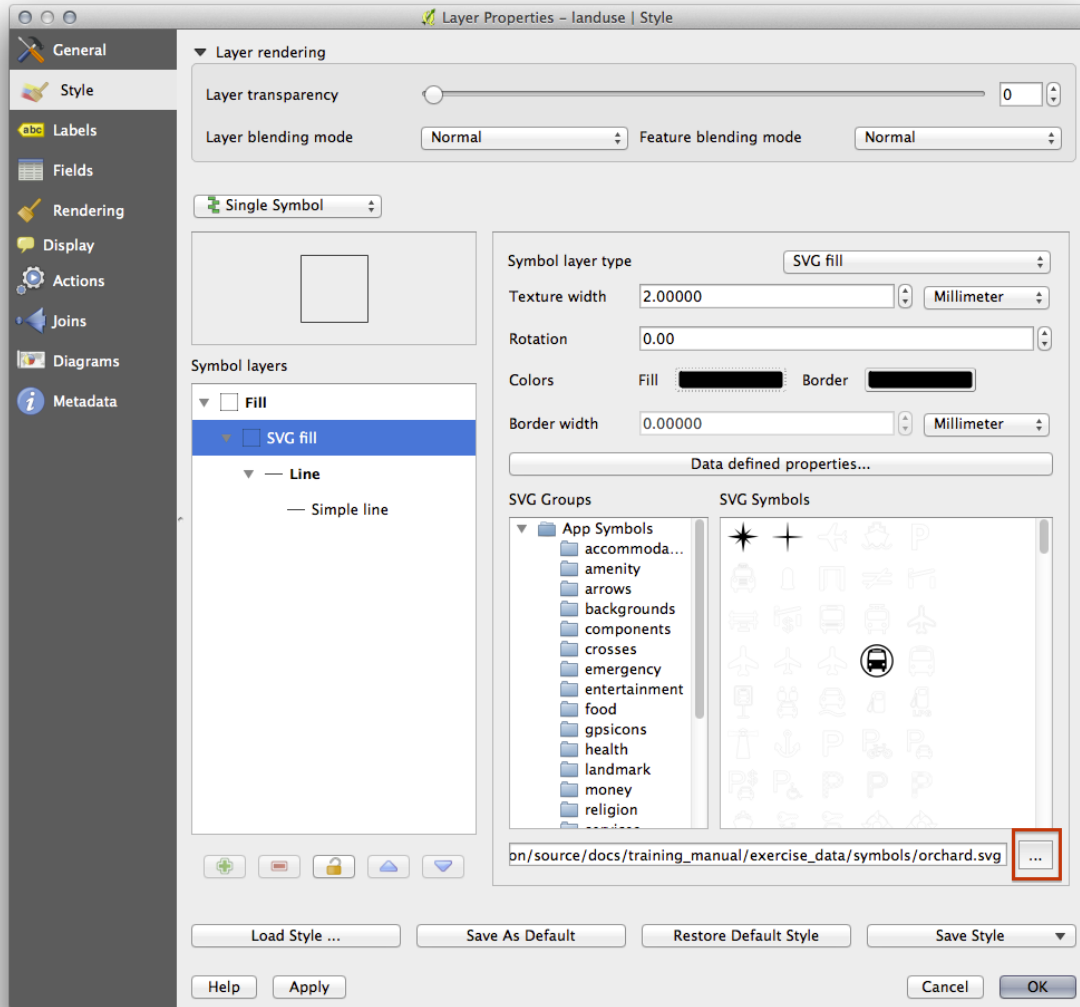 Layer Properties – landuse | Style
General
Style
abc Labels
Fields
Rendering
Display
Actions
Joins
Diagrams
i Metadata
Layer rendering
Layer transparency 0
Layer blending mode Normal Feature blending mode Normal
Single Symbol
Symbol layers
Fill
SVG fill
Line
Simple line
Symbol layer type SVG fill
Texture width 2.00000 Millimeter
Rotation 0.00
Colors Fill Border
Border width 0.00000 Millimeter
Data defined properties...
SVG Groups SVG Symbols
App Symbols
accommoda...
amenity
arrows
backgrounds
components
crosses
emergency
entertainment
food
gpsicons
health
landmark
money
religion
on/source/docs/training_manual/exercise_data/symbols/orchard.svg ...
Load Style ... Save As Default Restore Default Style Save Style
Help Apply Cancel OK